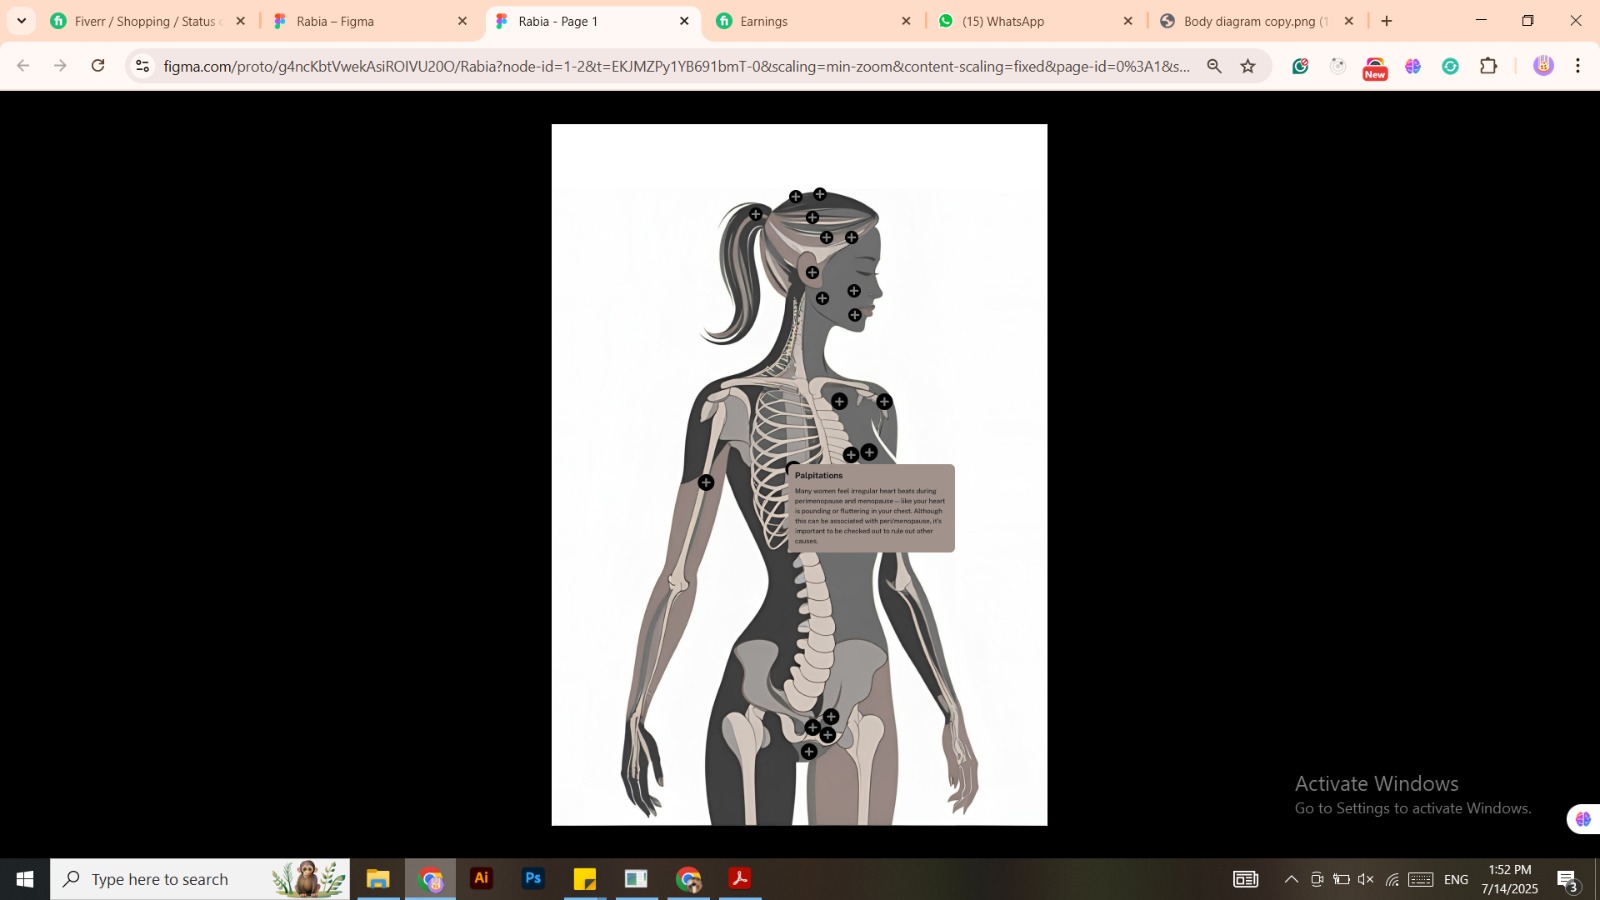 Fiverr / Shopping / Status o
Rabia – Figma
Rabia - Page 1
Earnings
(15) WhatsApp
Body diagram copy.png (1
figma.com/proto/g4ncKbtVwekAsiROIVU20O/Rabia?node-id=1-2&t=EKJMZPy1YB691bmT-0&scaling=min-zoom&content-scaling=fixed&page-id=0%3A1&s...
New
Palpitations
Many women feel irregular heart beats during
perimenopause and menopause – like your heart
is pounding or fluttering in your chest. Although
this can be associated with peri/menopause, it's
important to be checked out to rule out other
causes.
Activate Windows
Go to Settings to activate Windows.
Type here to search
Ai
Ps
ENG
1:52 PM
7/14/2025
3